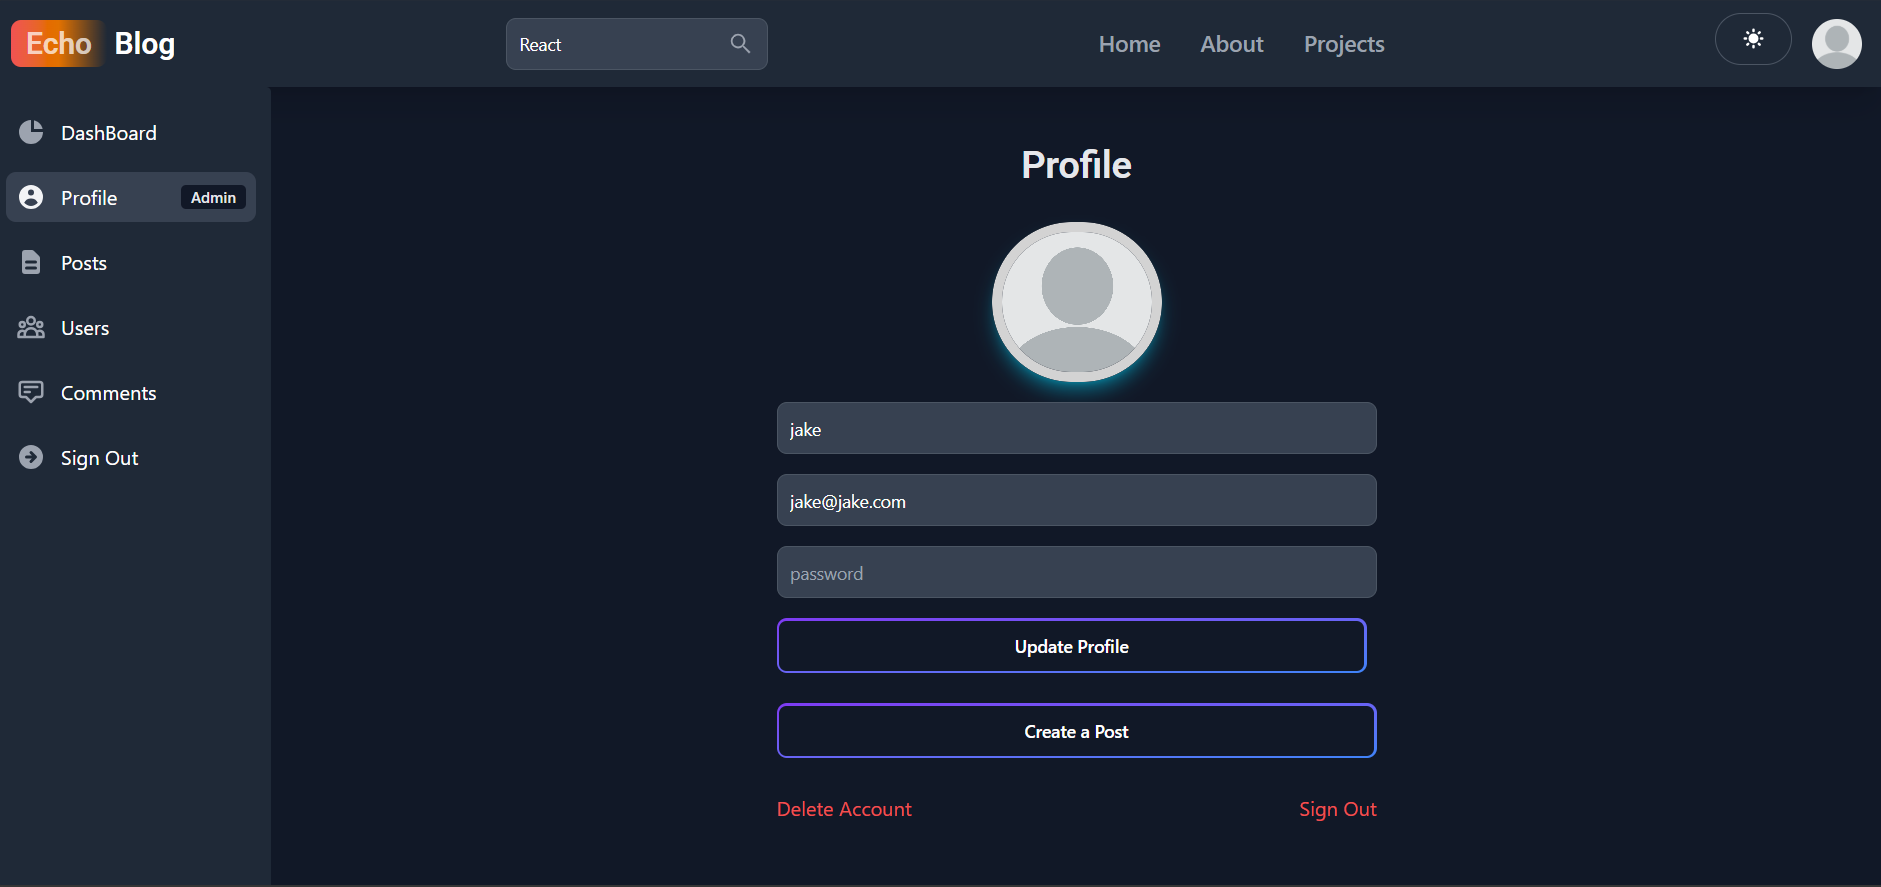 Echo Blog
React
Home About Projects
DashBoard
Profile Admin
Posts
Users
Comments
Sign Out
Profile
jake
jake@jake.com
password
Update Profile
Create a Post
Delete Account Sign Out